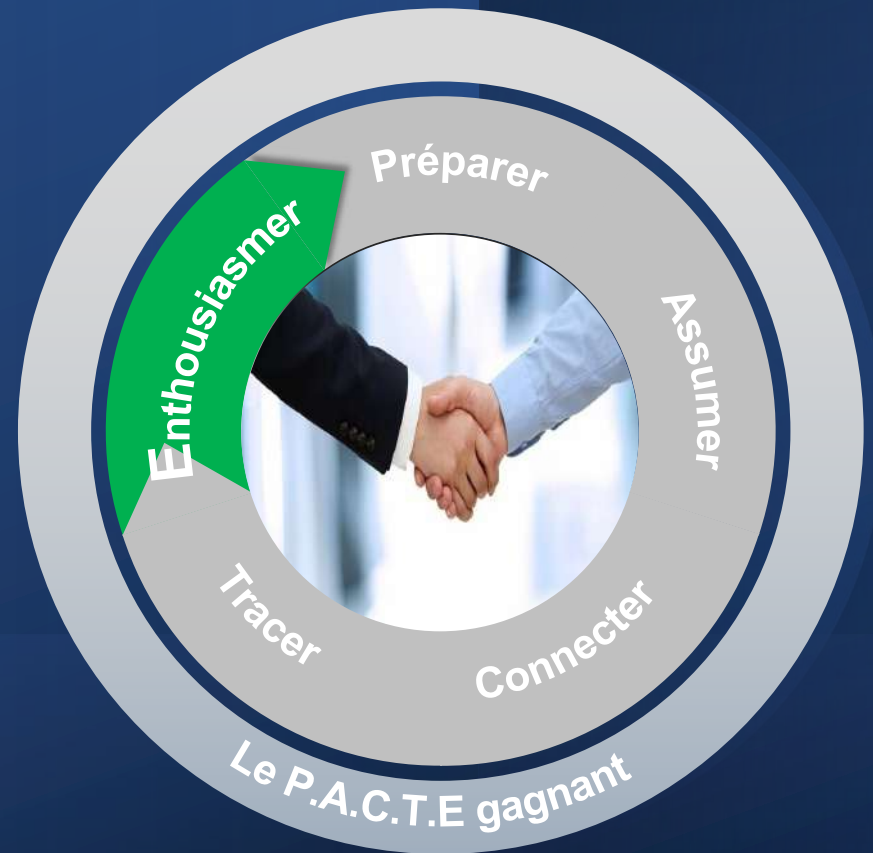 Préparer
Assumer
Connecter
Tracer
Enthousiasmer
Le P.A.C.T.E gagnant